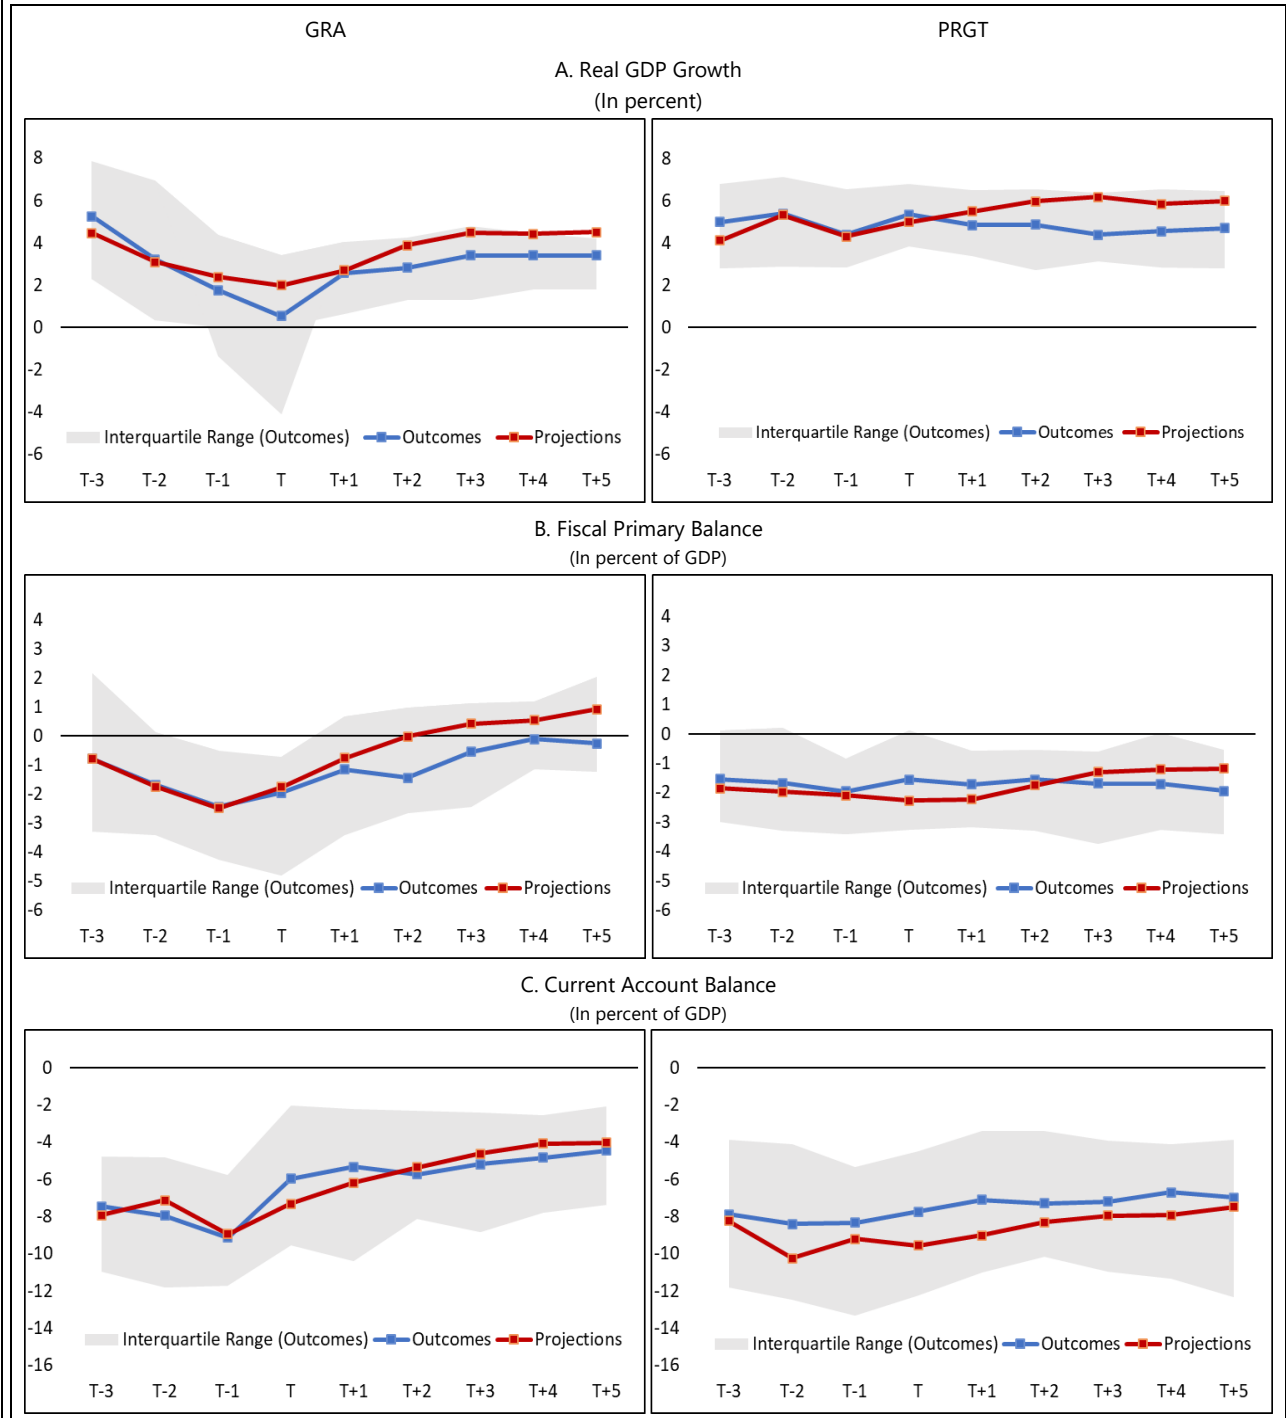 GRA PRGT
A. Real GDP Growth
(In percent)
8
6
4
2
0
-2
-4
-6
Interquartile Range (Outcomes) Outcomes Projections
T-3 T-2 T-1 T T+1 T+2 T+3 T+4 T+5
8
6
4
2
0
-2
-4
-6
Interquartile Range (Outcomes) Outcomes Projections
T-3 T-2 T-1 T T+1 T+2 T+3 T+4 T+5
B. Fiscal Primary Balance
(In percent of GDP)
4
3
2
1
0
-1
-2
-3
-4
-5
-6
Interquartile Range (Outcomes) Outcomes Projections
T-3 T-2 T-1 T T+1 T+2 T+3 T+4 T+5
4
3
2
1
0
-1
-2
-3
-4
-5
-6
Interquartile Range (Outcomes) Outcomes Projections
T-3 T-2 T-1 T T+1 T+2 T+3 T+4 T+5
C. Current Account Balance
(In percent of GDP)
0
-2
-4
-6
-8
-10
-12
-14
-16
Interquartile Range (Outcomes) Outcomes Projections
T-3 T-2 T-1 T T+1 T+2 T+3 T+4 T+5
0
-2
-4
-6
-8
-10
-12
-14
-16
Interquartile Range (Outcomes) Outcomes Projections
T-3 T-2 T-1 T T+1 T+2 T+3 T+4 T+5